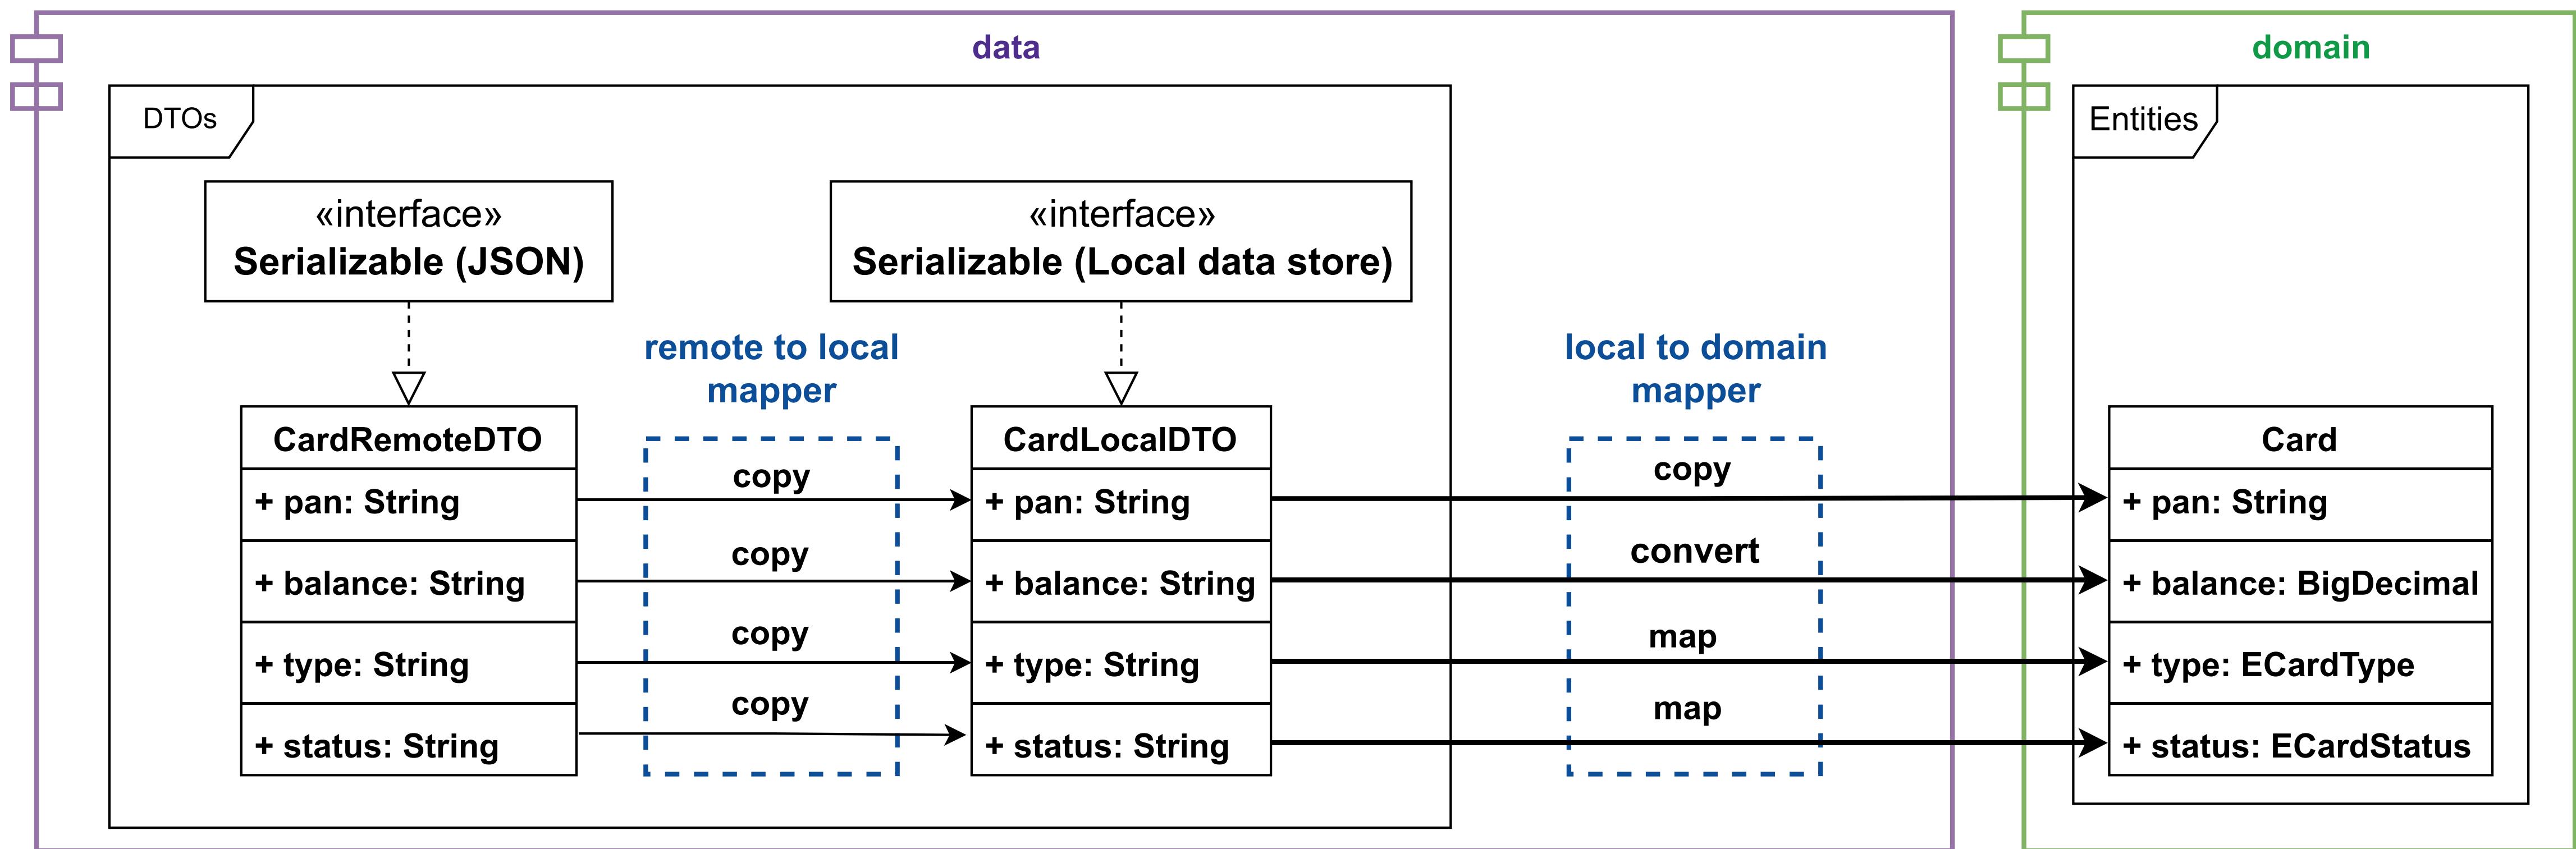 data
domain
DTOs
Entities
«interface»
Serializable (JSON)
«interface»
Serializable (Local data store)
remote to local
mapper
local to domain
mapper
CardRemoteDTO
+ pan: String
+ balance: String
+ type: String
+ status: String
copy
copy
copy
copy
CardLocalDTO
+ pan: String
+ balance: String
+ type: String
+ status: String
copy
convert
map
map
Card
+ pan: String
+ balance: BigDecimal
+ type: ECardType
+ status: ECardStatus